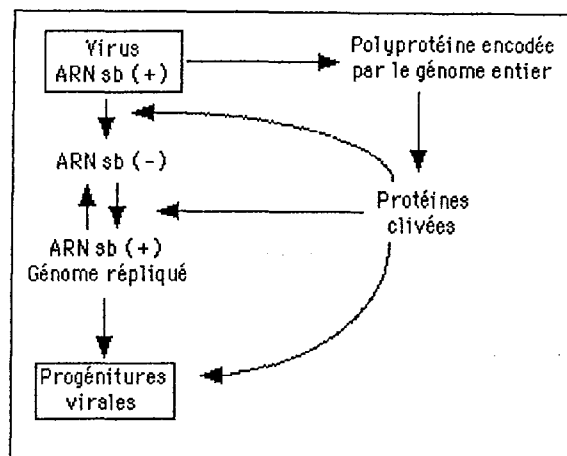 Virus
ARN sb (+)
Polyprotéine encodée
par le génome entier
ARN sb (-)
Protéines
clivées
ARN sb (+)
Génome répliqué
Progénitures
virales